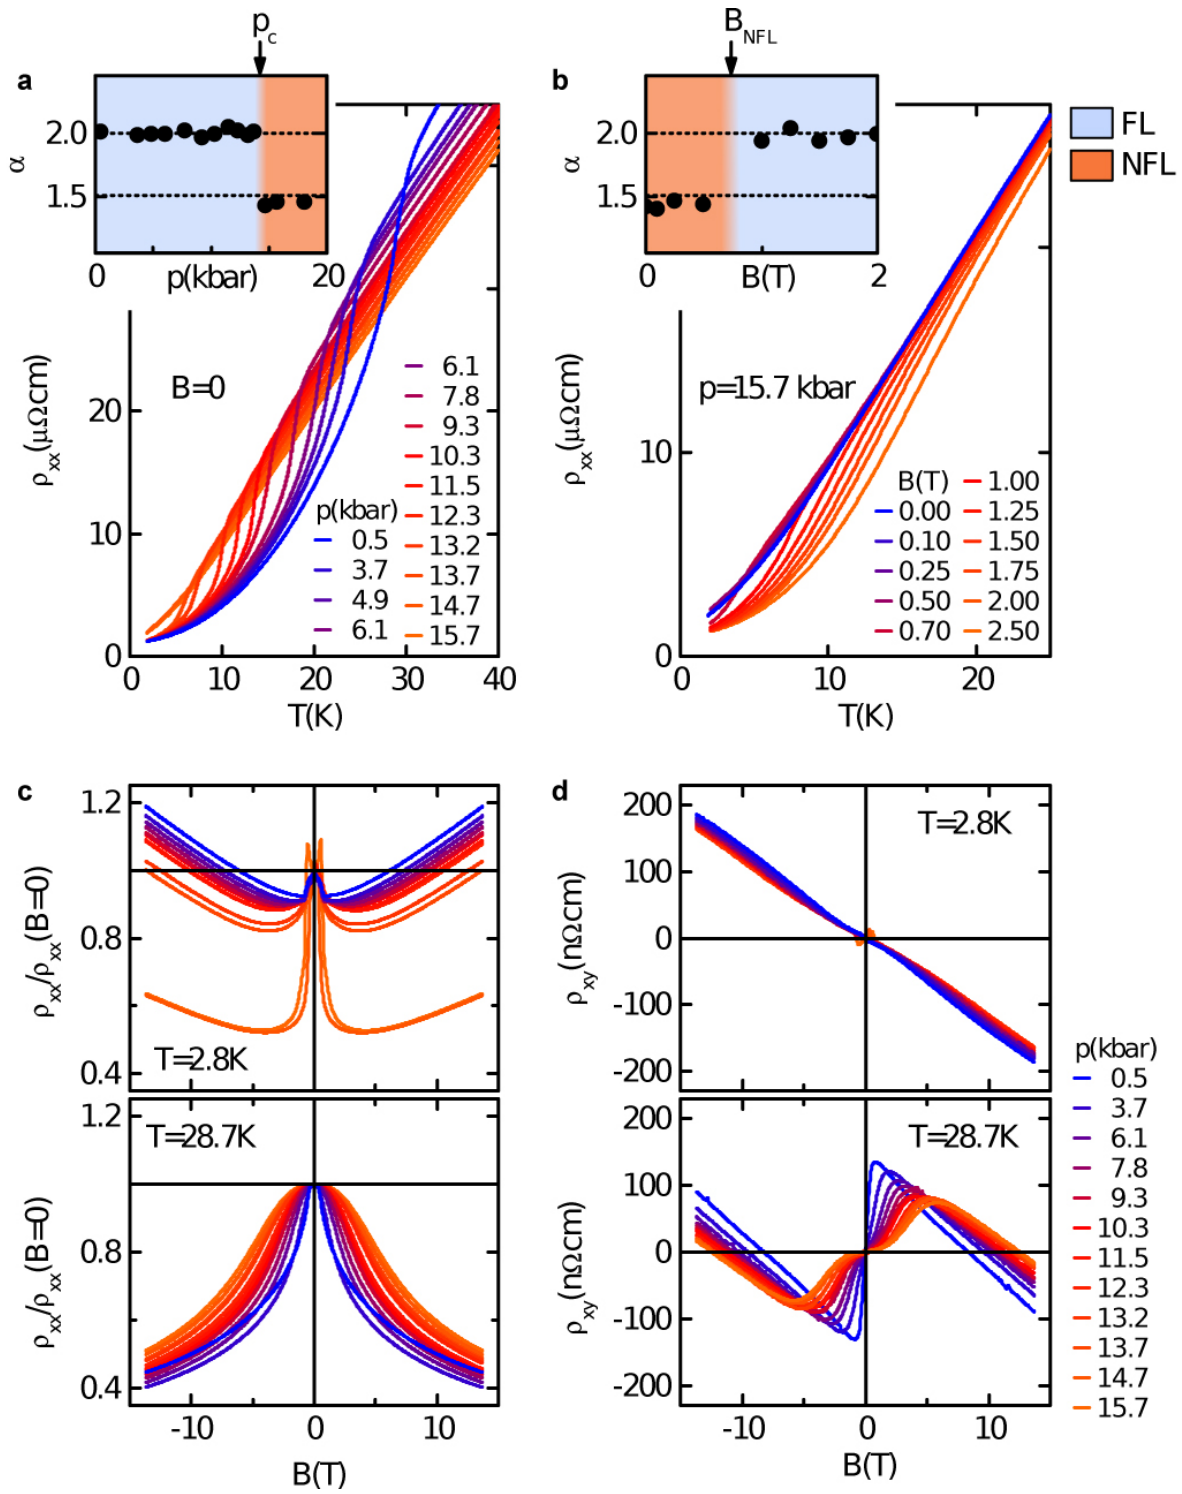 p_c
B_NFL
a
b
2.0
1.5
α
0
20
p(kbar)
2.0
1.5
α
0
2
B(T)
FL
NFL
B=0
6.1
7.8
9.3
10.3
11.5
12.3
13.2
13.7
14.7
15.7
p(kbar)
0.5
3.7
4.9
6.1
20
10
0
ρ_xx(μΩcm)
0
10
20
30
40
T(K)
p=15.7 kbar
B(T)
0.00
0.10
0.25
0.50
0.70
1.00
1.25
1.50
1.75
2.00
2.50
10
0
ρ_xx(μΩcm)
0
10
20
T(K)
c
1.2
0.8
0.4
ρ_xx/ρ_xx(B=0)
T=2.8K
1.2
0.8
0.4
ρ_xx/ρ_xx(B=0)
T=28.7K
-10
0
10
B(T)
d
200
100
0
-100
-200
ρ_xy(nΩcm)
T=2.8K
200
100
0
-100
-200
ρ_xy(nΩcm)
T=28.7K
-10
0
10
B(T)
p(kbar)
0.5
3.7
6.1
7.8
9.3
10.3
11.5
12.3
13.2
13.7
14.7
15.7